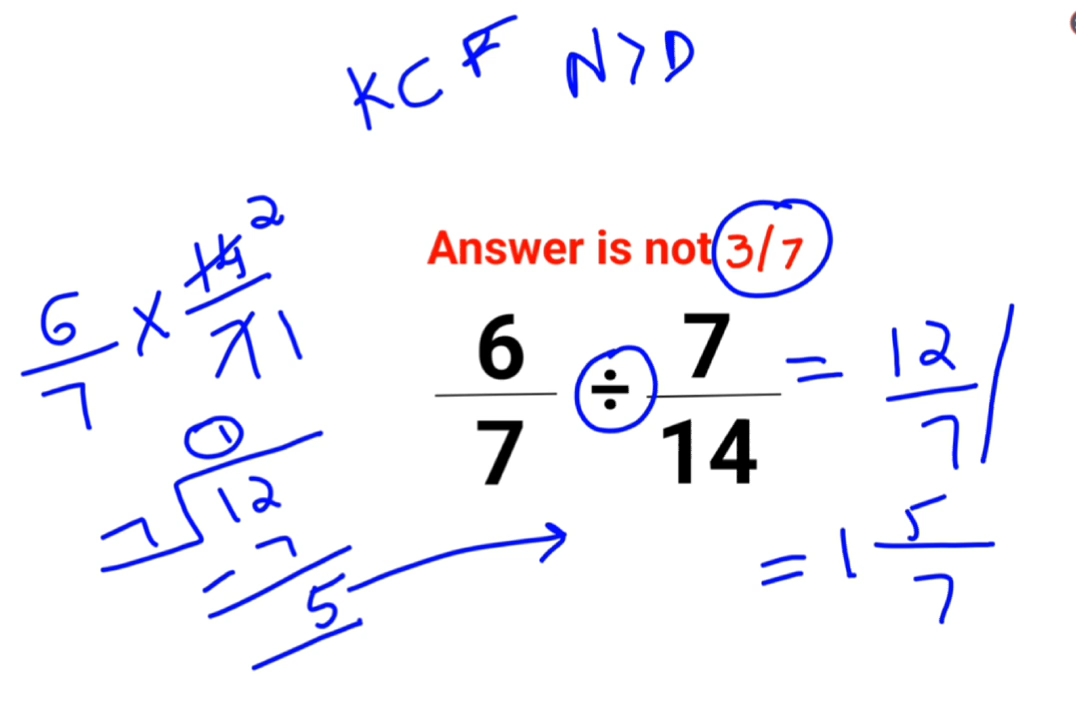 KCF N>D
Answer is not 3/7
6/7 × 14/7 2 1
6/7 ÷ 7/14 = 12/7
= 1 5/7
1
7 12
- 7
5